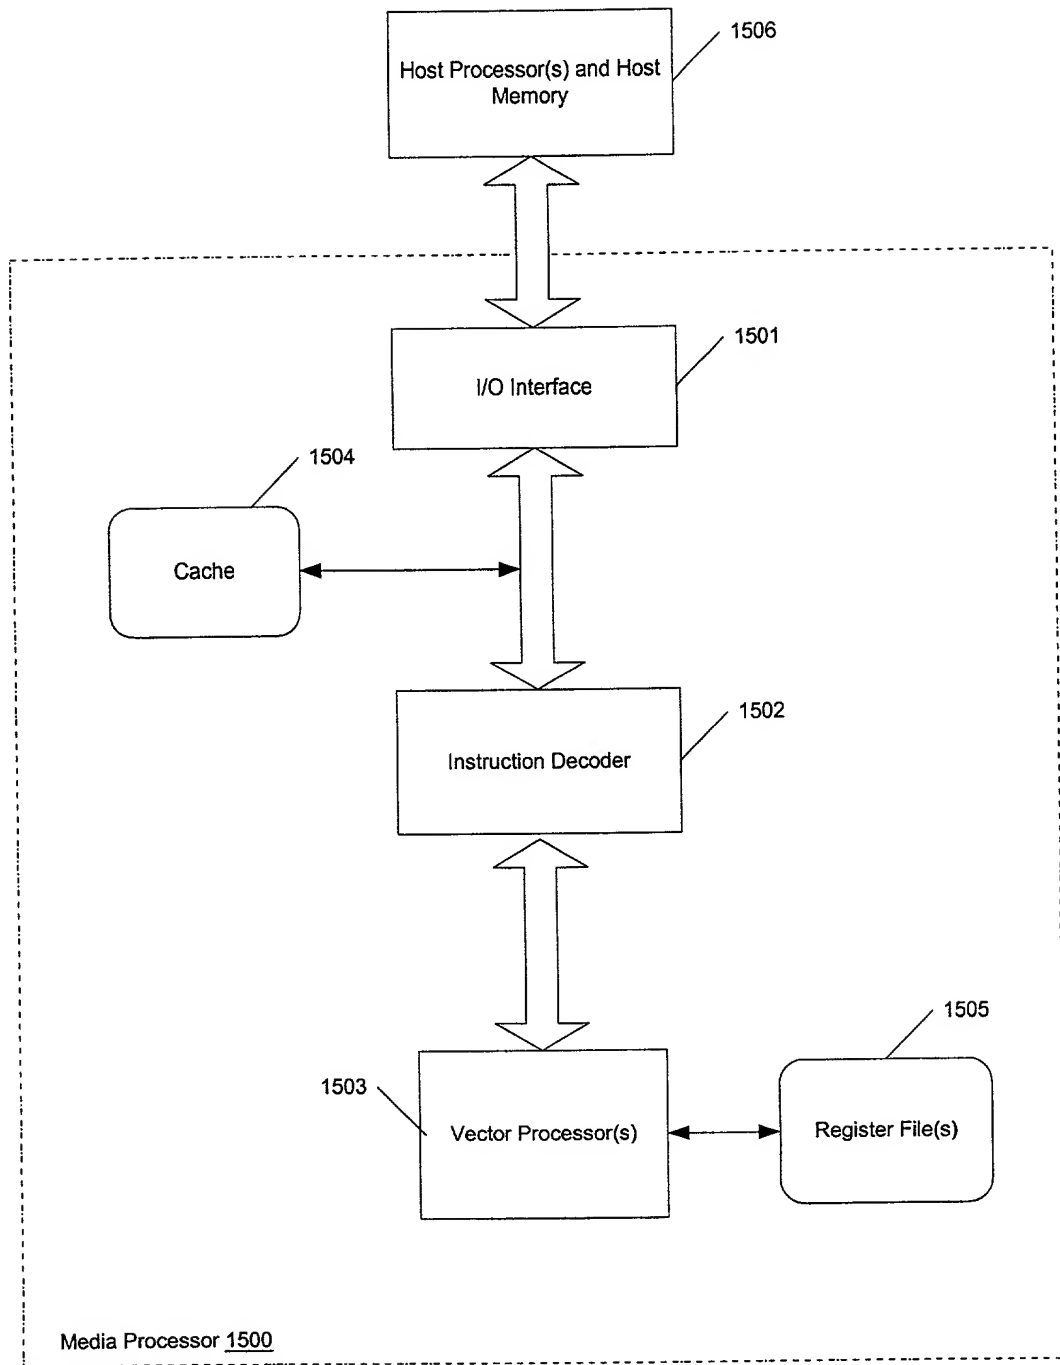 1506
Host Processor(s) and Host
Memory
1501
I/O Interface
1504
Cache
1502
Instruction Decoder
1505
1503
Vector Processor(s)
Register File(s)
Media Processor 1500